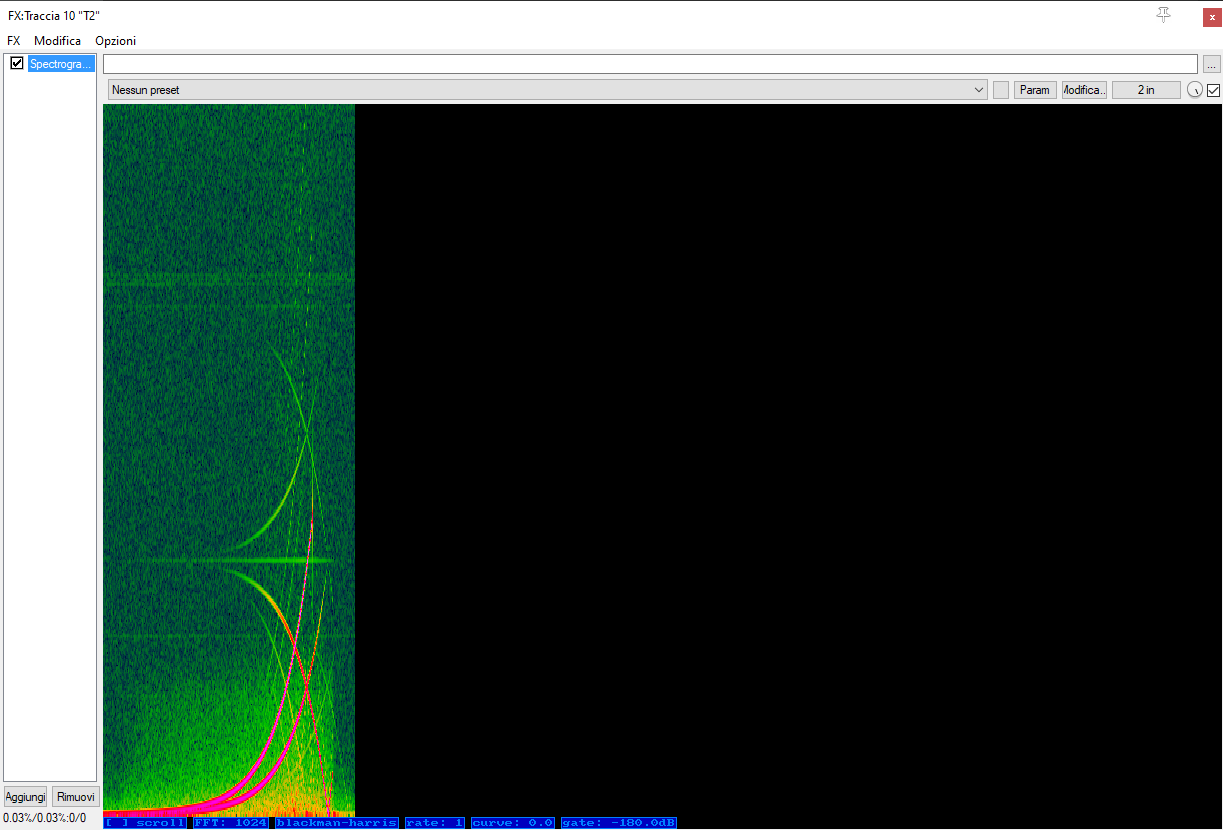 FX:Traccia 10 "T2"
x
FX Modifica Opzioni
Spectrogra...
...
Nessun preset
Param
Modifica..
2 in
Aggiungi
Rimuovi
0.03%/0.03%:0/0
[ ] scroll FFT: 1024 blackman-harris rate: 1 curve: 0.0 gate: -180.0dB